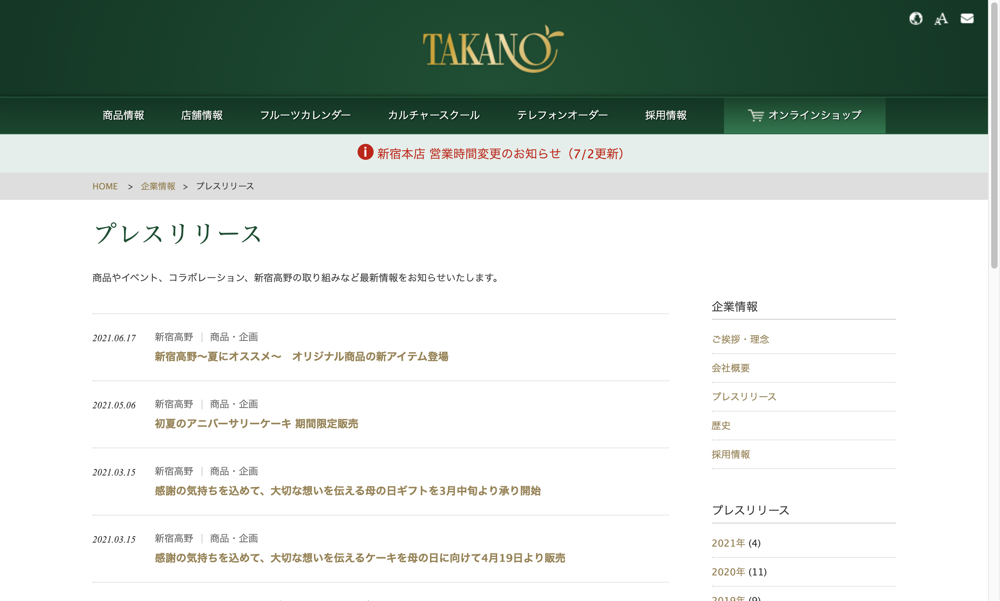 TAKANO
商品情報 店舗情報 フルーツカレンダー カルチャースクール テレフォンオーダー 採用情報 オンラインショップ
新宿本店 営業時間変更のお知らせ（7/2更新）
HOME > 企業情報 > プレスリリース
プレスリリース
商品やイベント、コラボレーション、新宿高野の取り組みなど最新情報をお知らせいたします。
2021.06.17 新宿高野 | 商品・企画
新宿高野〜夏にオススメ〜　オリジナル商品の新アイテム登場
2021.05.06 新宿高野 | 商品・企画
初夏のアニバーサリーケーキ 期間限定販売
2021.03.15 新宿高野 | 商品・企画
感謝の気持ちを込めて、大切な想いを伝える母の日ギフトを3月中旬より承り開始
2021.03.15 新宿高野 | 商品・企画
感謝の気持ちを込めて、大切な想いを伝えるケーキを母の日に向けて4月19日より販売
企業情報
ご挨拶・理念
会社概要
プレスリリース
歴史
採用情報
プレスリリース
2021年 (4)
2020年 (11)
2019年 (9)